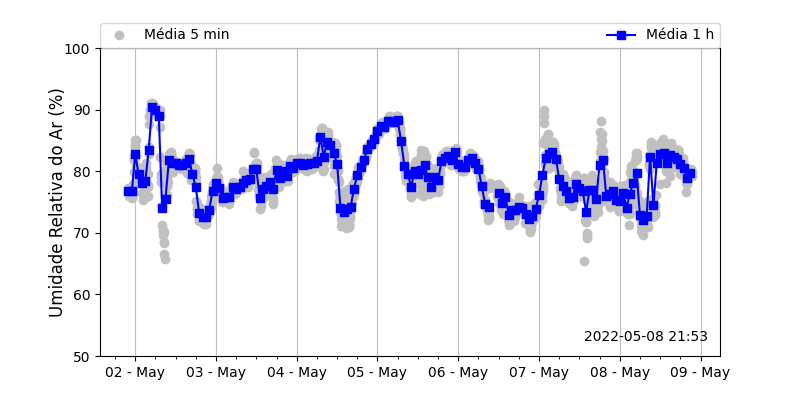 Média 5 min
Média 1 h
Umidade Relativa do Ar (%)
100
90
80
70
60
50
2022-05-08 21:53
02 - May
03 - May
04 - May
05 - May
06 - May
07 - May
08 - May
09 - May